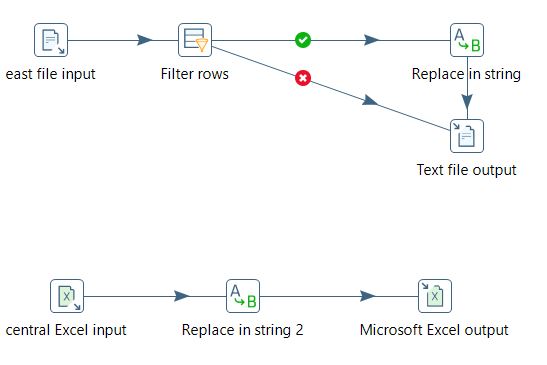 A
B
east file input
Filter rows
Replace in string
Text file output
X
A
B
X
central Excel input
Replace in string 2
Microsoft Excel output